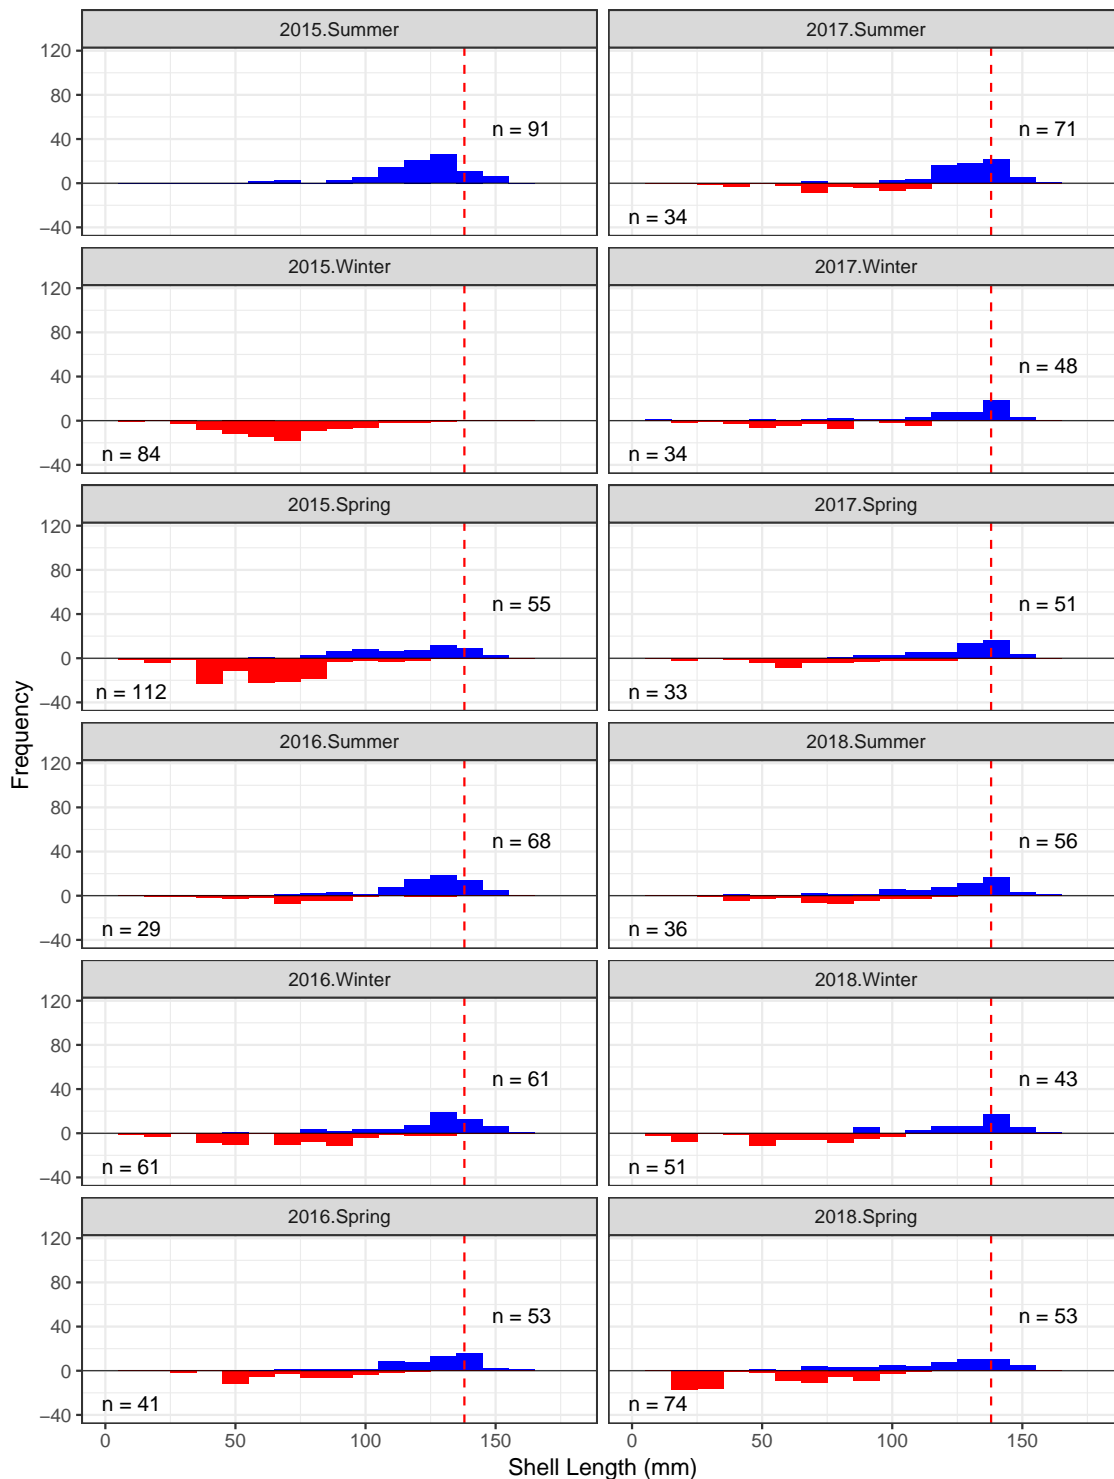 2015.Summer
2017.Summer
120
80
40
0
−40
n = 91
n = 71
n = 34
2015.Winter
2017.Winter
120
80
40
0
−40
n = 48
n = 84
n = 34
2015.Spring
2017.Spring
120
80
40
0
−40
n = 55
n = 51
n = 112
n = 33
Frequency
2016.Summer
2018.Summer
120
80
40
0
−40
n = 68
n = 56
n = 29
n = 36
2016.Winter
2018.Winter
120
80
40
0
−40
n = 61
n = 43
n = 61
n = 51
2016.Spring
2018.Spring
120
80
40
0
−40
n = 53
n = 53
n = 41
n = 74
0 50 100 150
0 50 100 150
Shell Length (mm)